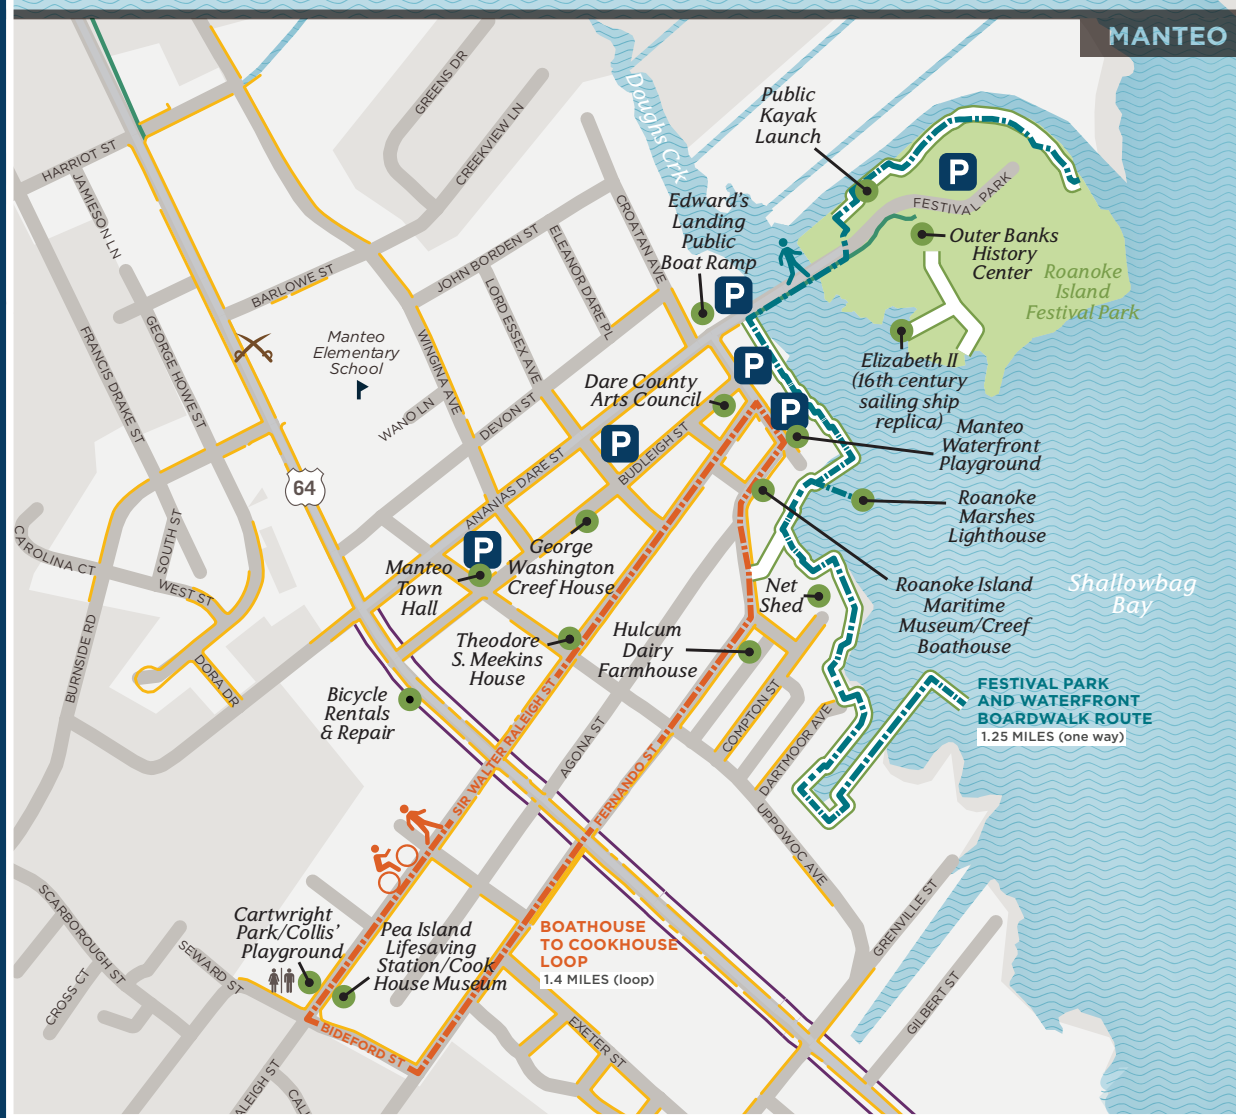 MANTEO
GREENS DR
Doughs Crk
Public
Kayak
Launch
P
CREEKVIEW LN
HARRIOT ST
JAMIESON LN
FESTIVAL PARK
Edward's
Landing
Public
Boat Ramp
CROATAN AVE
JOHN BORDEN ST
ELEANOR DARE PL
Outer Banks
History
Center
Roanoke
Island
Festival Park
BARLOWE ST
LORD ESSEX AVE
P
FRANCIS DRAKE ST
GEORGE HOWE ST
Manteo
Elementary
School
WINGINA AVE
P
Elizabeth II
(16th century
sailing ship
replica)
Dare County
Arts Council
P
WANO LN
DEVON ST
P
BUDLEIGH ST
Manteo
Waterfront
Playground
64
ANANIAS DARE ST
Roanoke
Marshes
Lighthouse
CAROLINA CT
SOUTH ST
WEST ST
P
Manteo
Town
Hall
George
Washington
Creef House
Net
Shed
Roanoke Island
Maritime
Museum/Creef
Boathouse
Shallowbag
Bay
BURNSIDE RD
DORA DR
Theodore
S. Meekins
House
Hulcum
Dairy
Farmhouse
Bicycle
Rentals
& Repair
FESTIVAL PARK
AND WATERFRONT
BOARDWALK ROUTE
1.25 MILES (one way)
SIR WALTER RALEIGH ST
AGONA ST
FERNANDO ST
COMPTON ST
DARTMOOR AVE
UPPOWOC AVE
GRENVILLE ST
GILBERT ST
SCARBOROUGH ST
CROSS CT
SEWARD ST
Cartwright
Park/Collis'
Playground
Pea Island
Lifesaving
Station/Cook
House Museum
BOATHOUSE
TO COOKHOUSE
LOOP
1.4 MILES (loop)
BIDEFORD ST
EXETER ST
ALEIGH ST